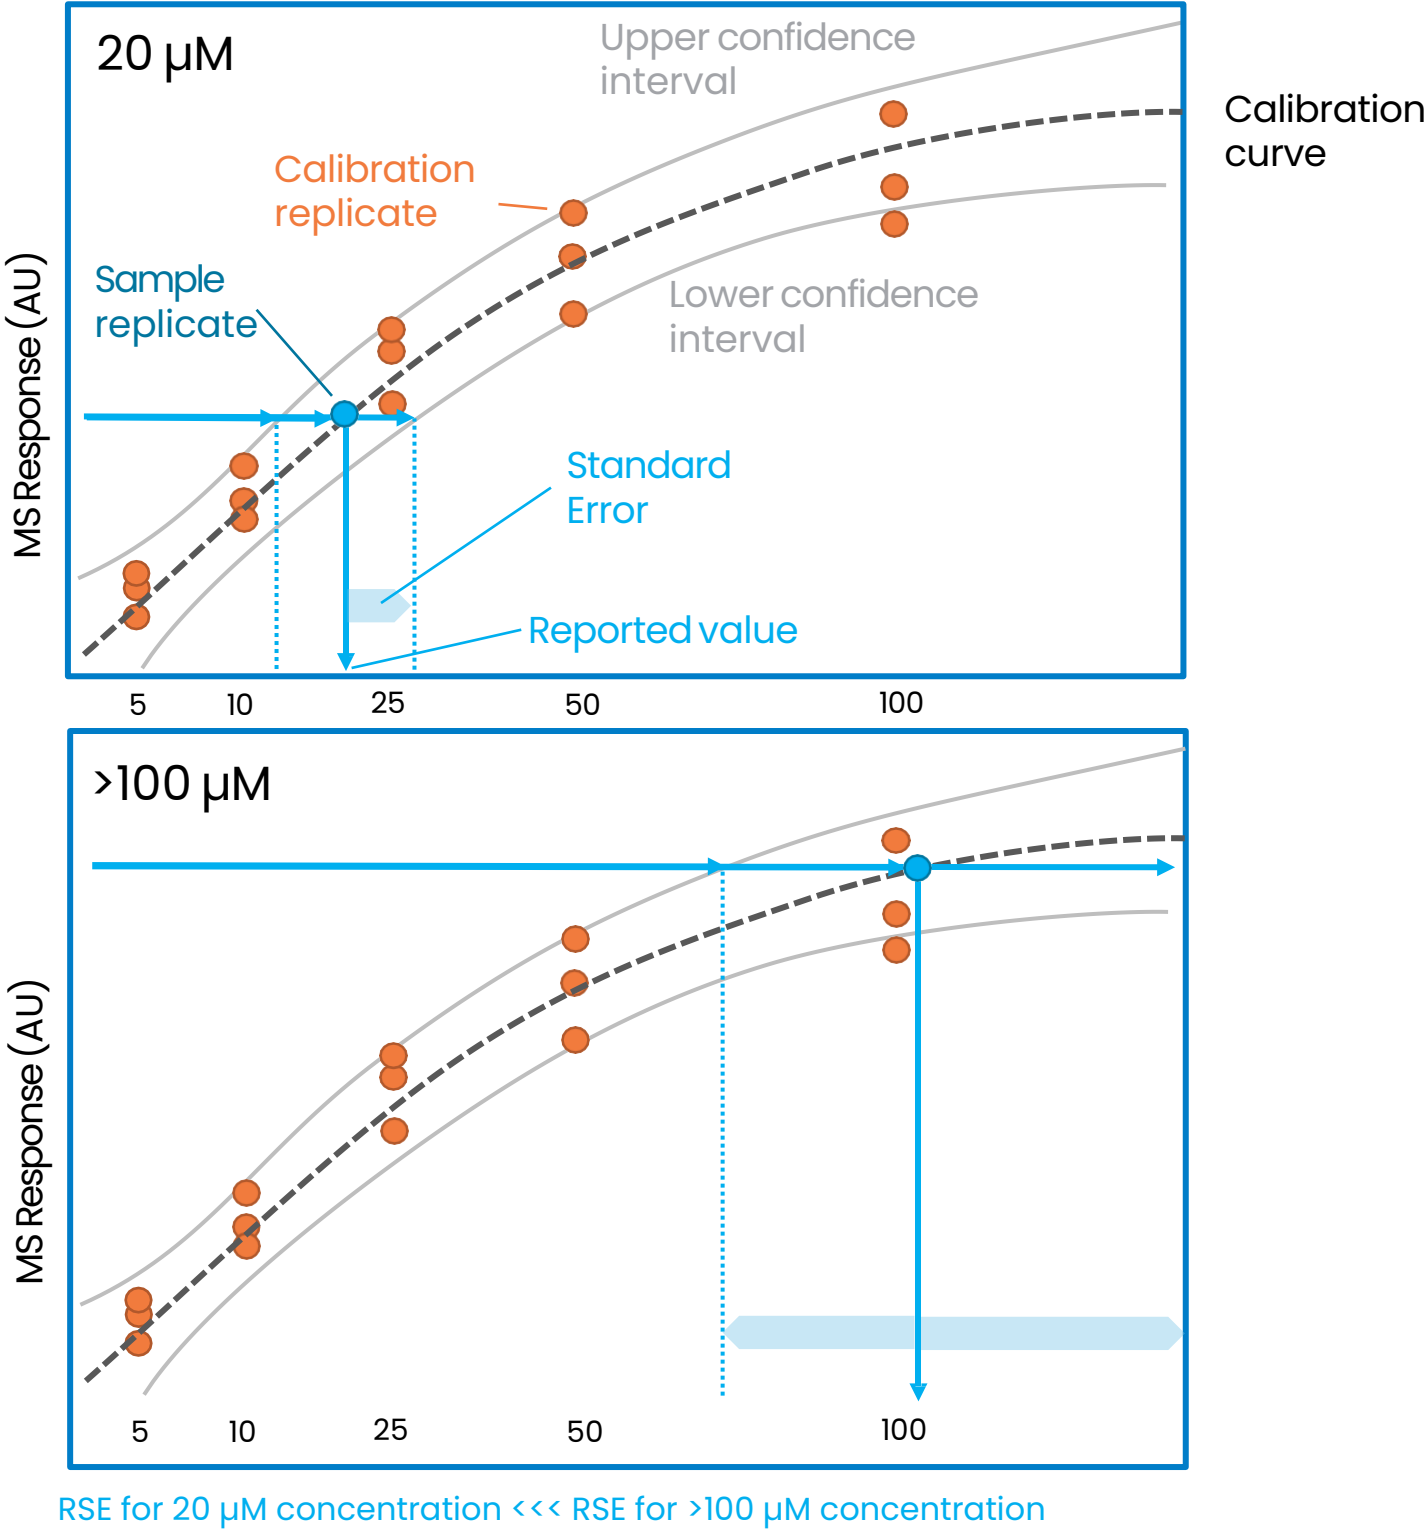 20 µM
Upper confidence
interval
Calibration
curve
Calibration
replicate
Sample
replicate
Lower confidence
interval
MS Response (AU)
Standard
Error
Reported value
5 10 25 50 100
>100 µM
MS Response (AU)
5 10 25 50 100
RSE for 20 µM concentration <<< RSE for >100 µM concentration